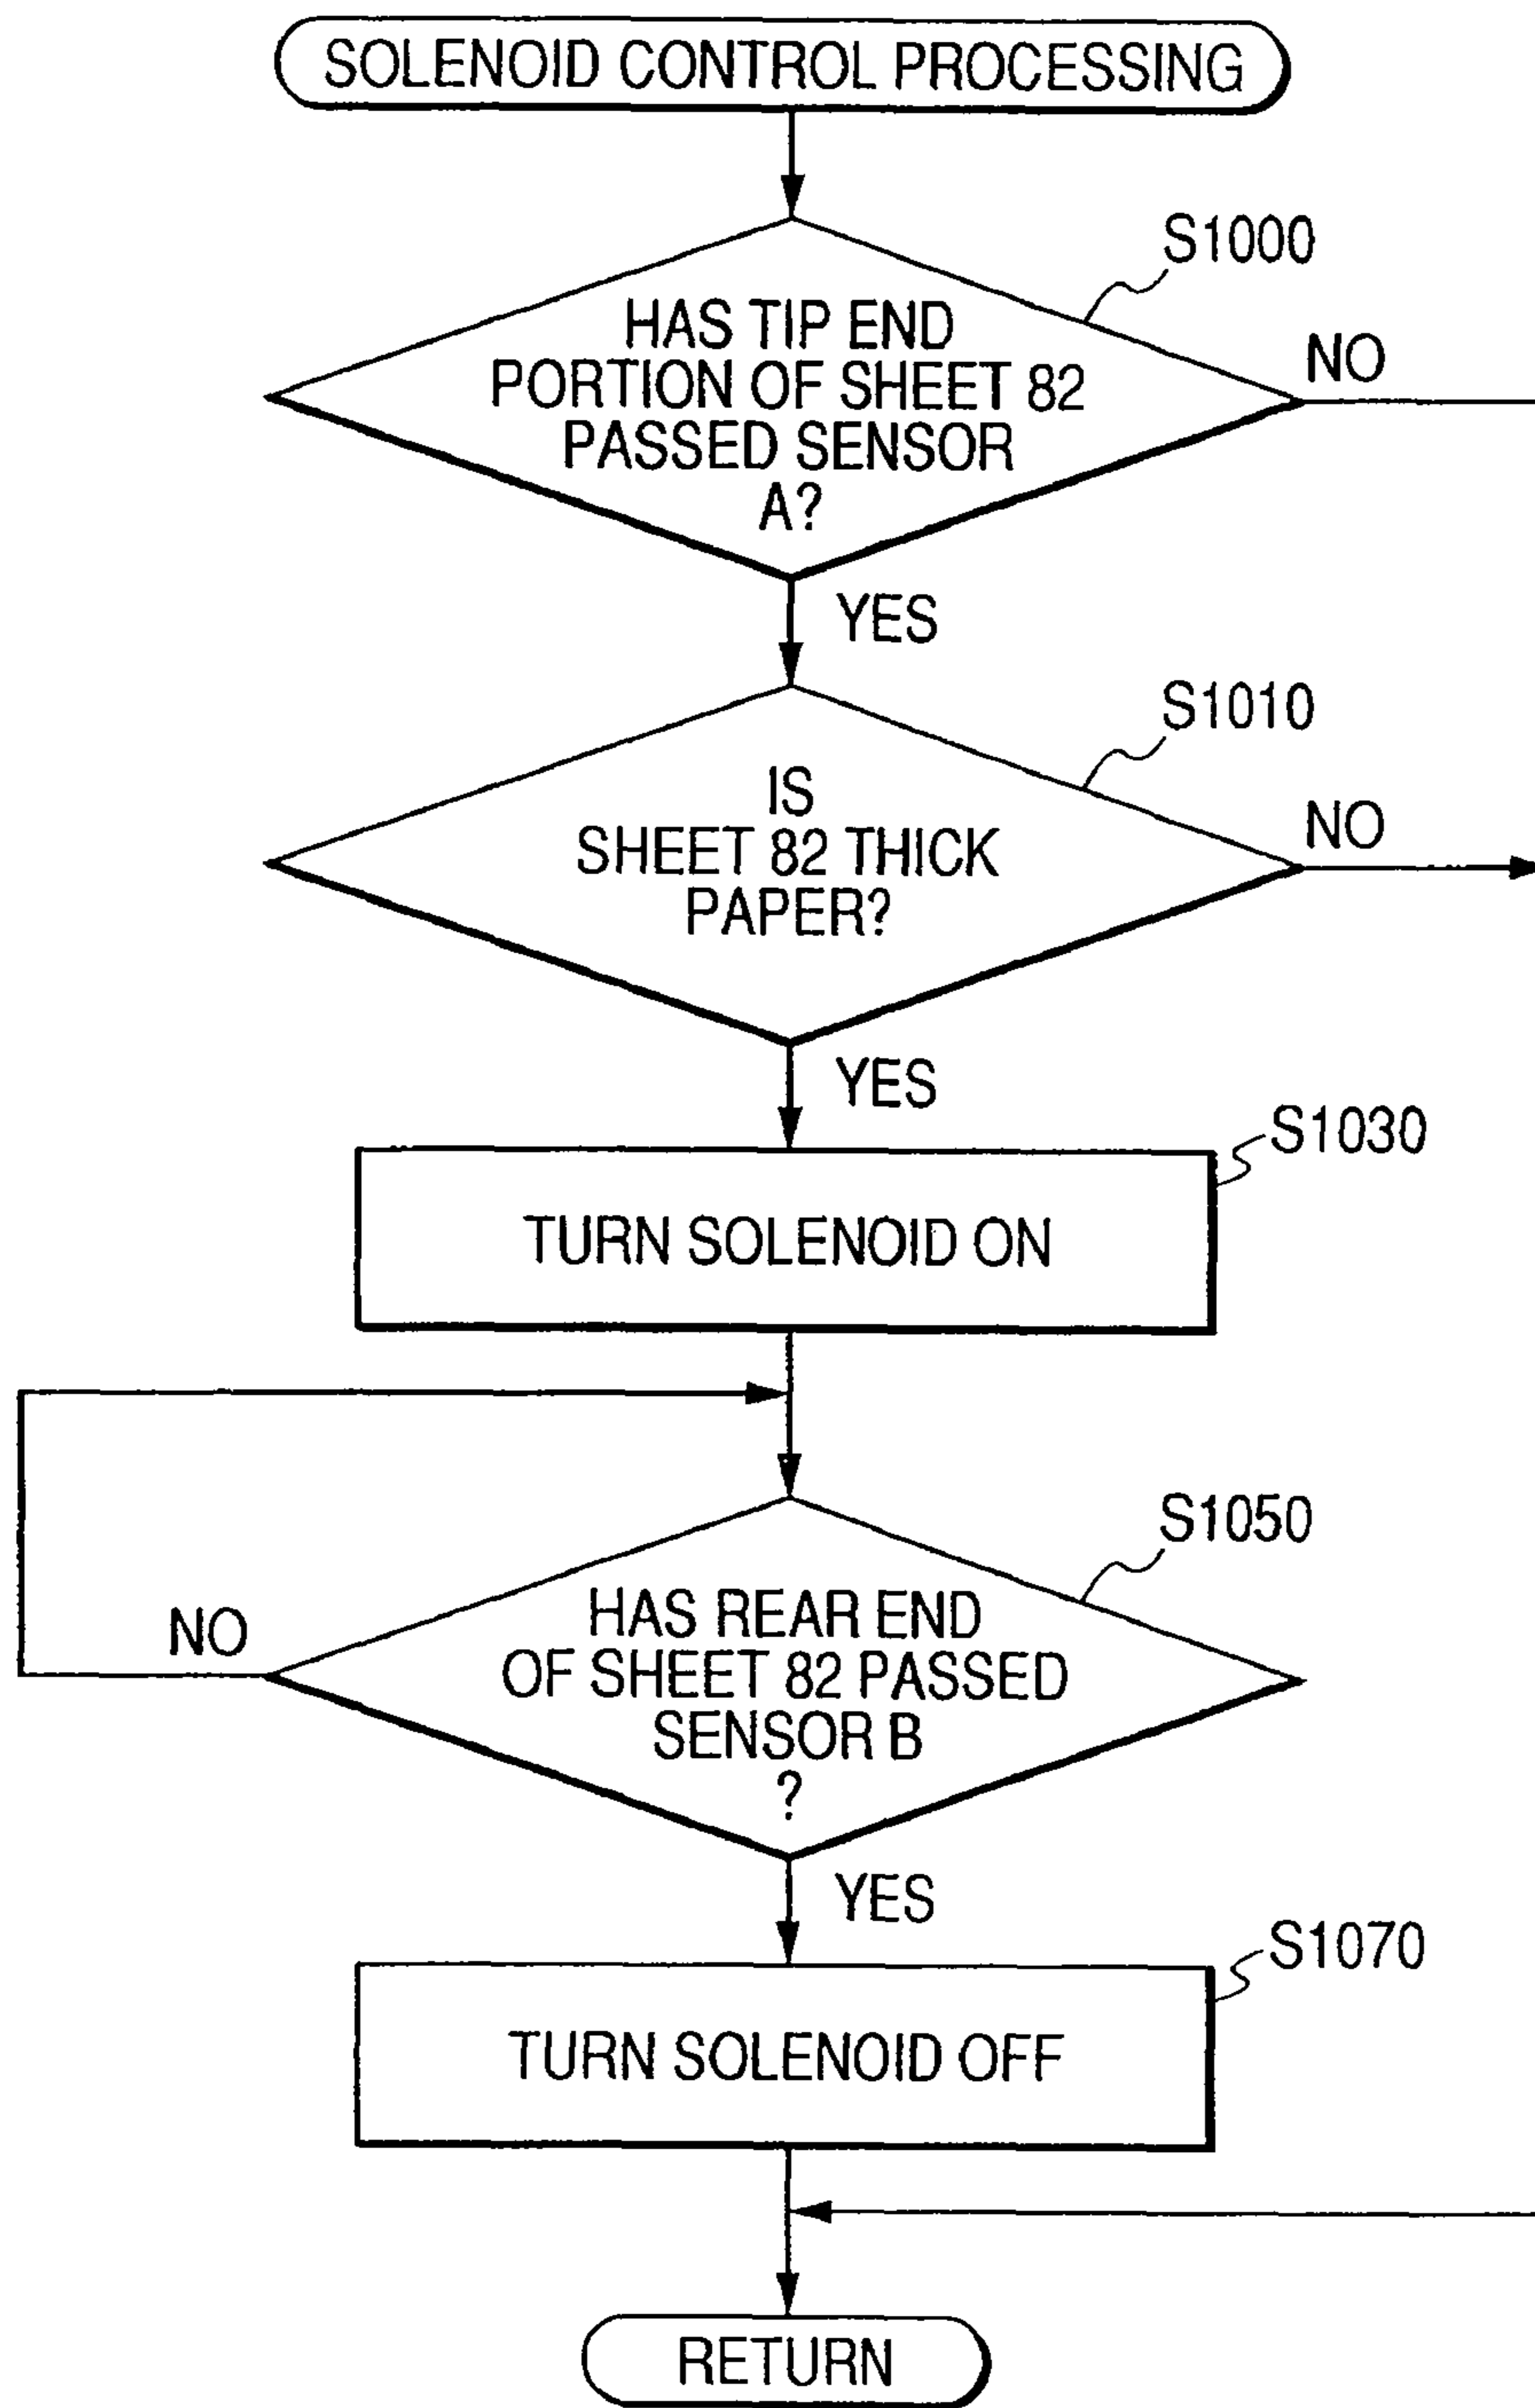 SOLENOID CONTROL PROCESSING
S1000
HAS TIP END
PORTION OF SHEET 82
PASSED SENSOR
A?
NO
YES
S1010
IS
SHEET 82 THICK
PAPER?
NO
YES
S1030
TURN SOLENOID ON
S1050
HAS REAR END
OF SHEET 82 PASSED
SENSOR B
?
NO
YES
S1070
TURN SOLENOID OFF
RETURN